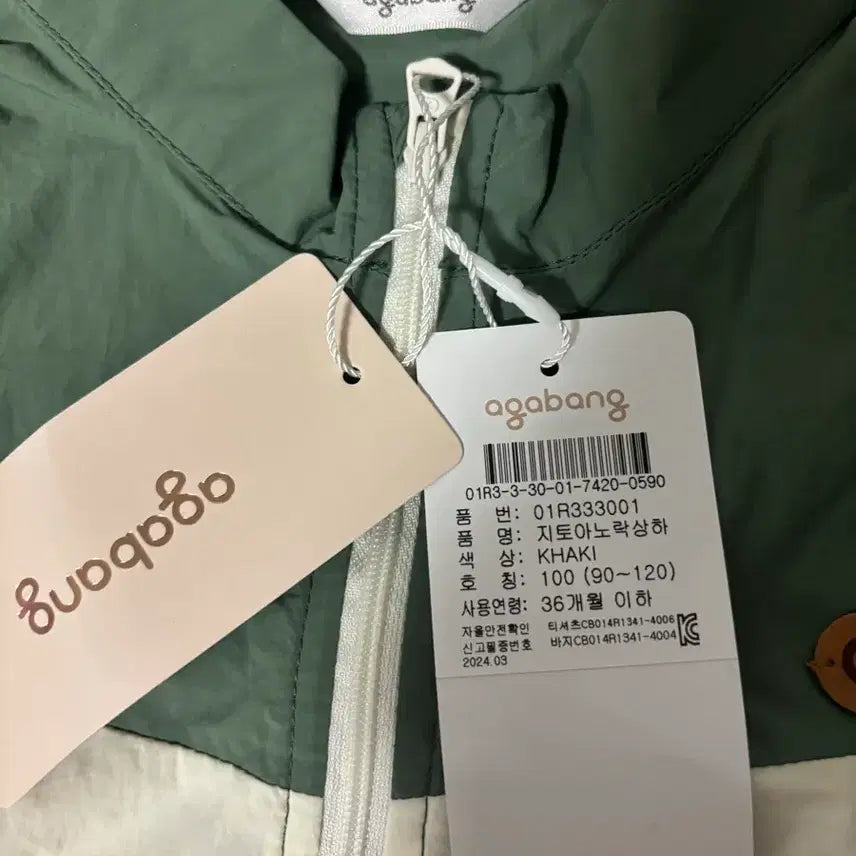 agabang
agabang
agabang
01R3-3-30-01-7420-0590
품 번: 01R333001
품 명: 지토아노락상하
색 상: KHAKI
호 칭: 100 (90~120)
사용연령: 36개월 이하
자율안전확인 티셔츠CB014R1341-4006
신고필증번호 바지CB014R1341-4004
2024.03